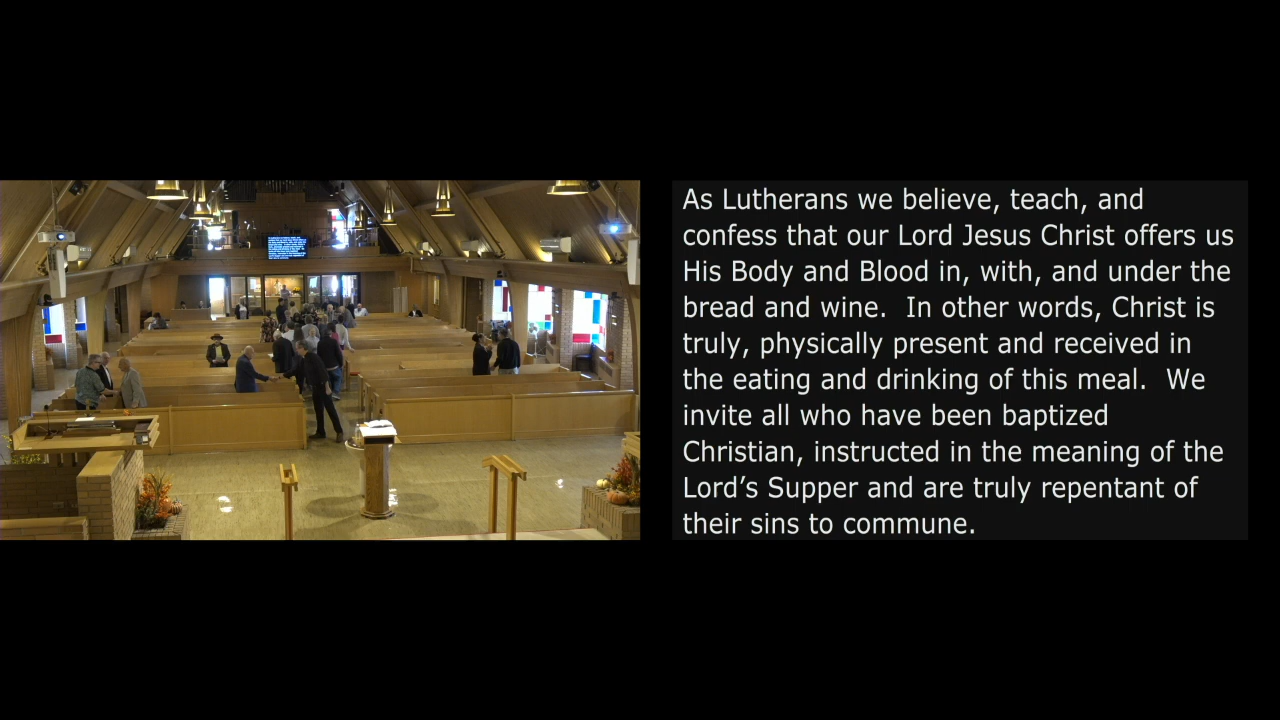 As Lutherans we believe, teach, and
confess that our Lord Jesus Christ offers us
His Body and Blood in, with, and under the
bread and wine.  In other words, Christ is
truly, physically present and received in
the eating and drinking of this meal.  We
invite all who have been baptized
Christian, instructed in the meaning of the
Lord’s Supper and are truly repentant of
their sins to commune.